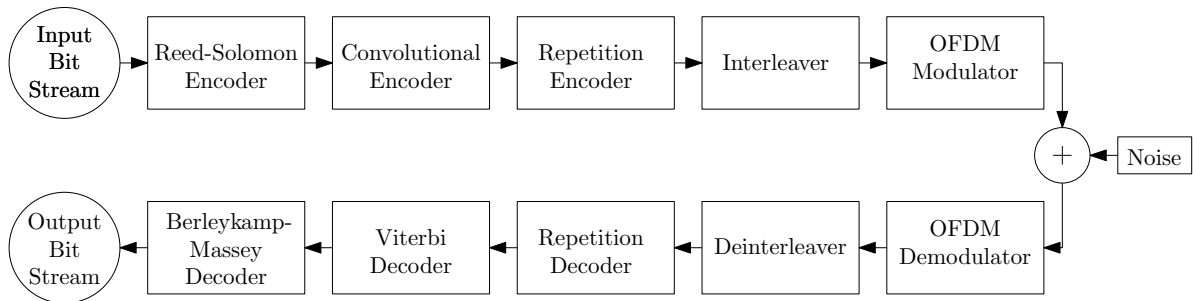 Input
Bit
Stream
Reed-Solomon
Encoder
Convolutional
Encoder
Repetition
Encoder
Interleaver
OFDM
Modulator
+
Noise
Output
Bit
Stream
Berleykamp-
Massey
Decoder
Viterbi
Decoder
Repetition
Decoder
Deinterleaver
OFDM
Demodulator